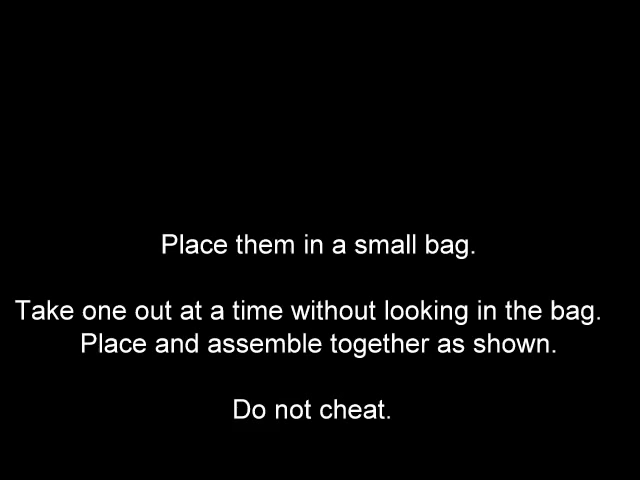 Place them in a small bag.
Take one out at a time without looking in the bag.
Place and assemble together as shown.
Do not cheat.